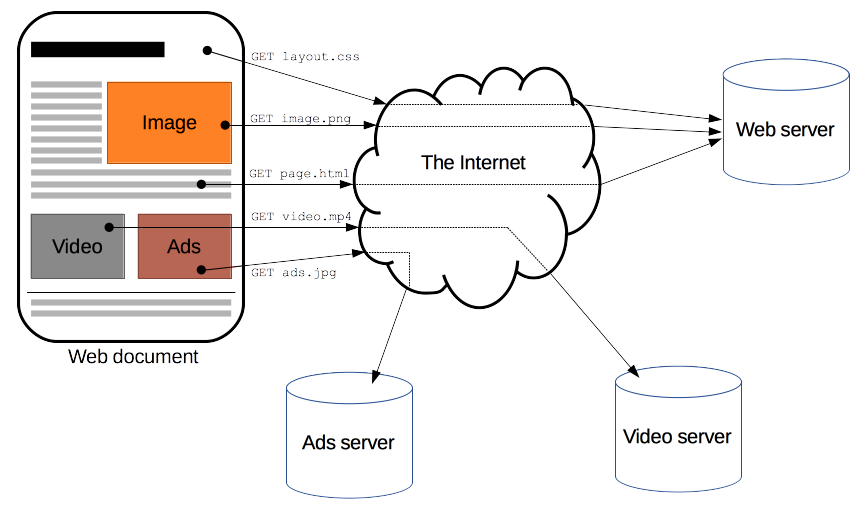 GET layout.css
Image
GET image.png
Web server
The Internet
GET page.html
GET video.mp4
Video
Ads
GET ads.jpg
Web document
Ads server
Video server